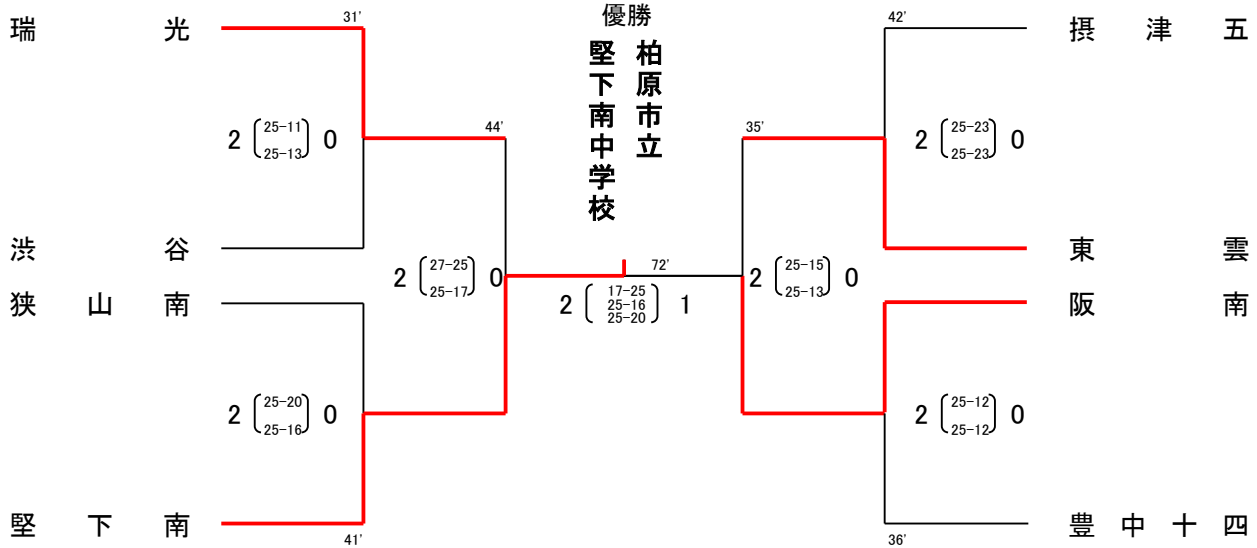 優勝
柏原市立
堅下南中学校
瑞光
31'
2 25-11 0
25-13
渋谷
44'
2 27-25 0
25-17
狭山南
2 25-20 0
25-16
堅下南
41'
72'
2 17-25 1
25-16
25-20
摂津五
42'
2 25-23 0
25-23
東雲
35'
2 25-15 0
25-13
阪南
2 25-12 0
25-12
豊中十四
36'